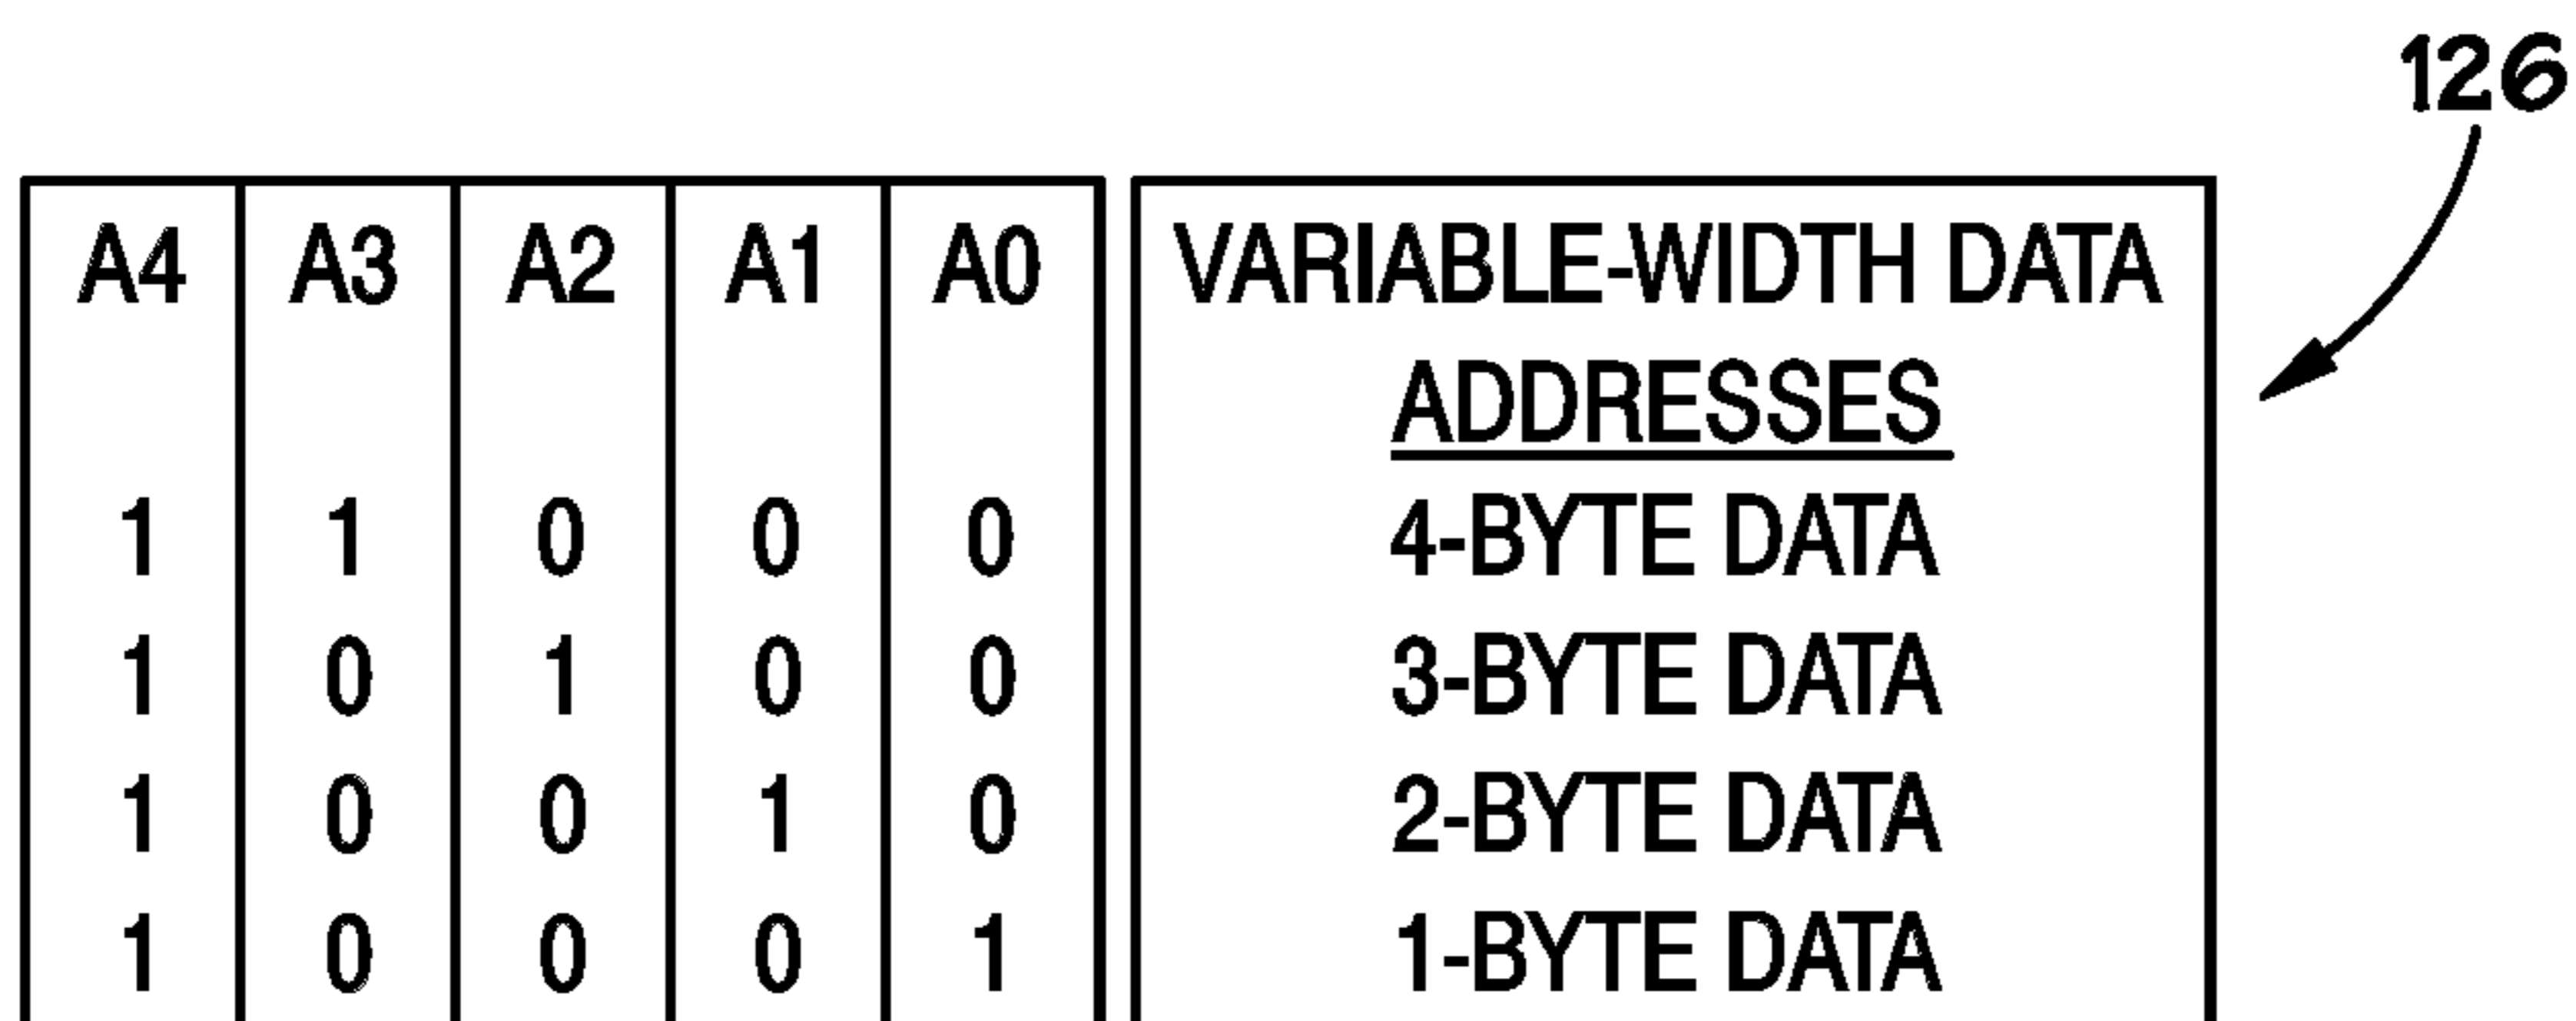 126
A4 A3 A2 A1 A0 VARIABLE-WIDTH DATA
ADDRESSES
1 1 0 0 0 4-BYTE DATA
1 0 1 0 0 3-BYTE DATA
1 0 0 1 0 2-BYTE DATA
1 0 0 0 1 1-BYTE DATA